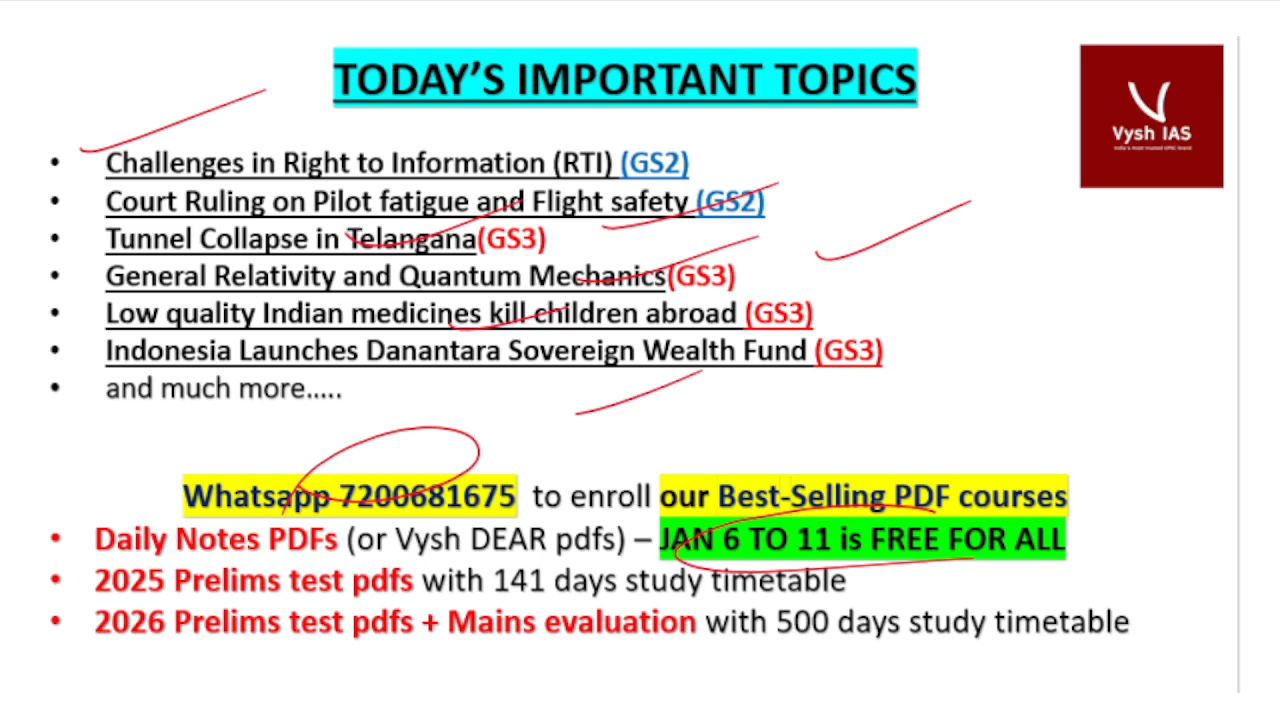 TODAY'S IMPORTANT TOPICS
Vysh IAS
• Challenges in Right to Information (RTI) (GS2)
• Court Ruling on Pilot fatigue and Flight safety (GS2)
• Tunnel Collapse in Telangana(GS3)
• General Relativity and Quantum Mechanics(GS3)
• Low quality Indian medicines kill children abroad (GS3)
• Indonesia Launches Danantara Sovereign Wealth Fund (GS3)
• and much more…..
Whatsapp 7200681675 to enroll our Best-Selling PDF courses
• Daily Notes PDFs (or Vysh DEAR pdfs) – JAN 6 TO 11 is FREE FOR ALL
• 2025 Prelims test pdfs with 141 days study timetable
• 2026 Prelims test pdfs + Mains evaluation with 500 days study timetable